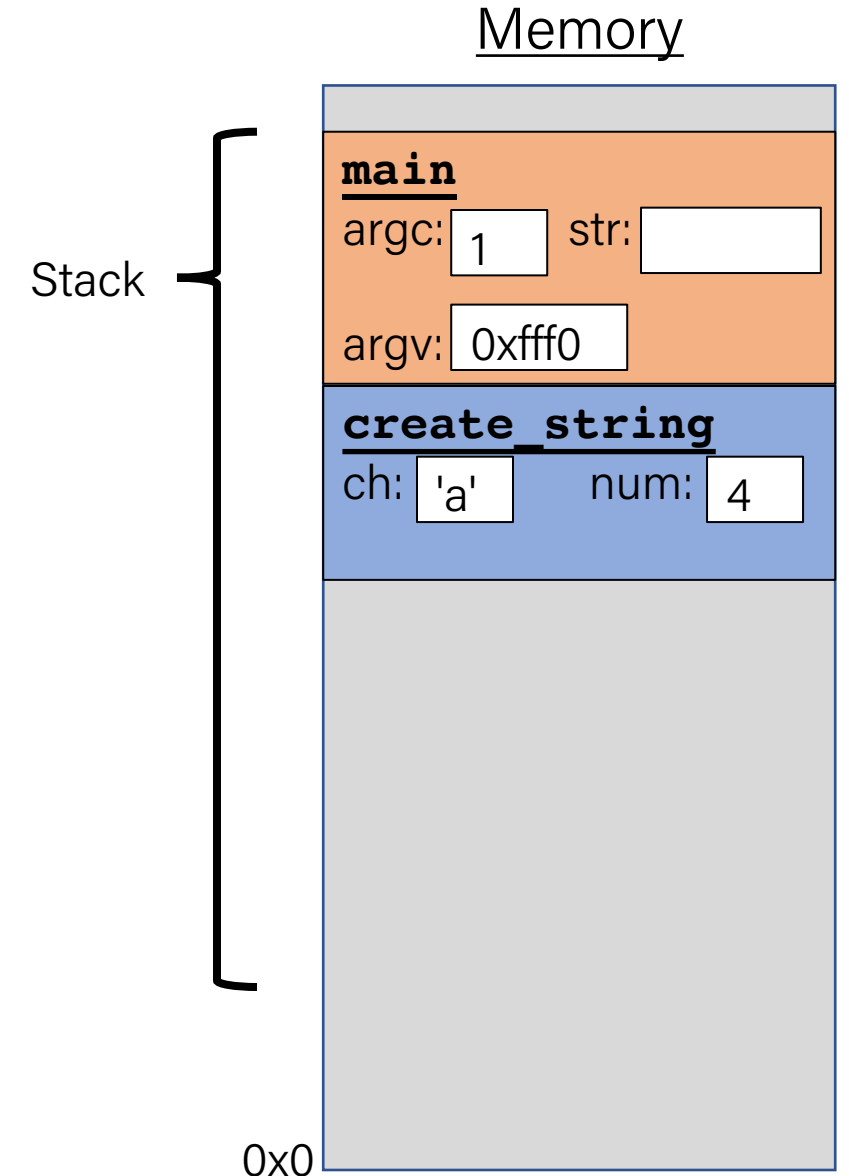 Memory
main
argc: 1 str:
Stack
argv: 0xfff0
create_string
ch: 'a' num: 4
0x0